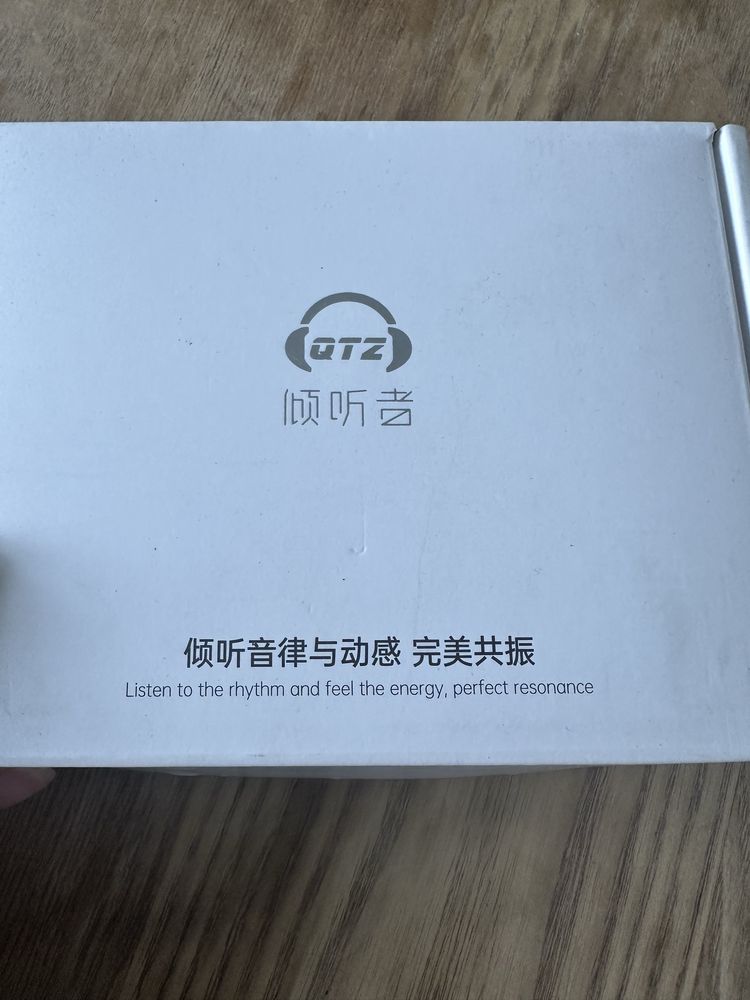 QTZ
倾听者
倾听音律与动感 完美共振
Listen to the rhythm and feel the energy, perfect resonance